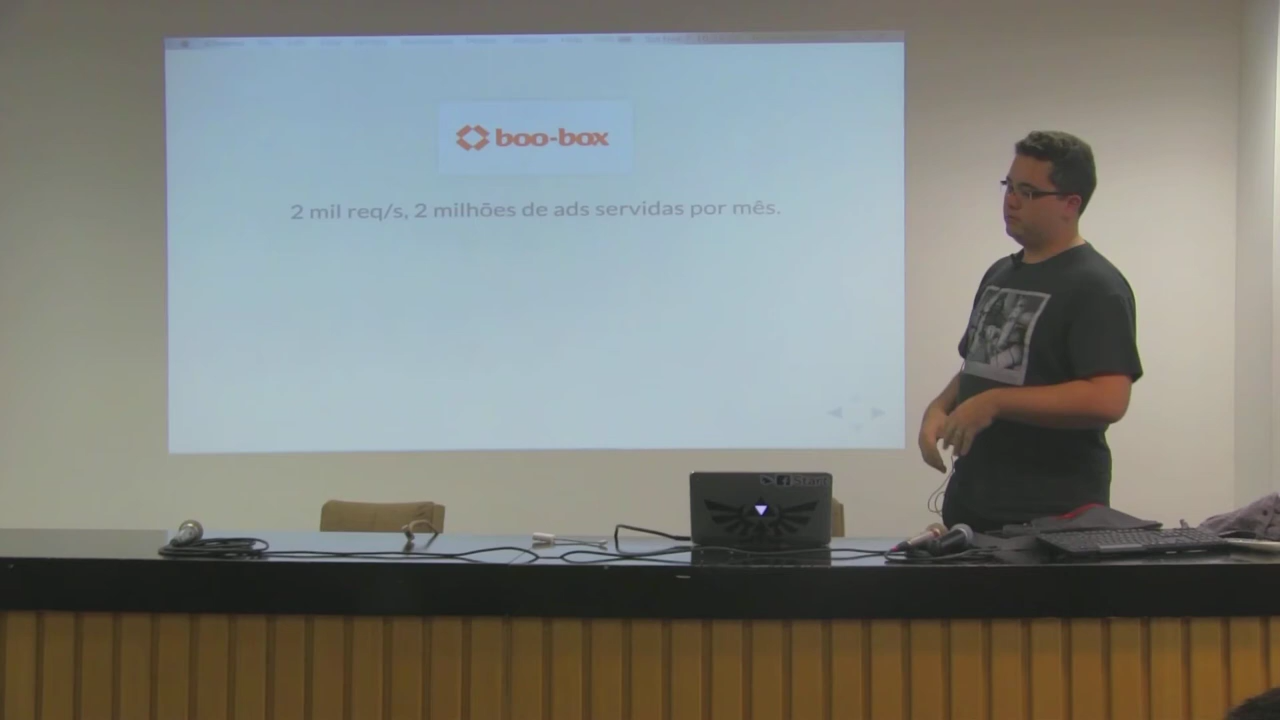 boo-box
2 mil req/s, 2 milhões de ads servidas por mês.
Start